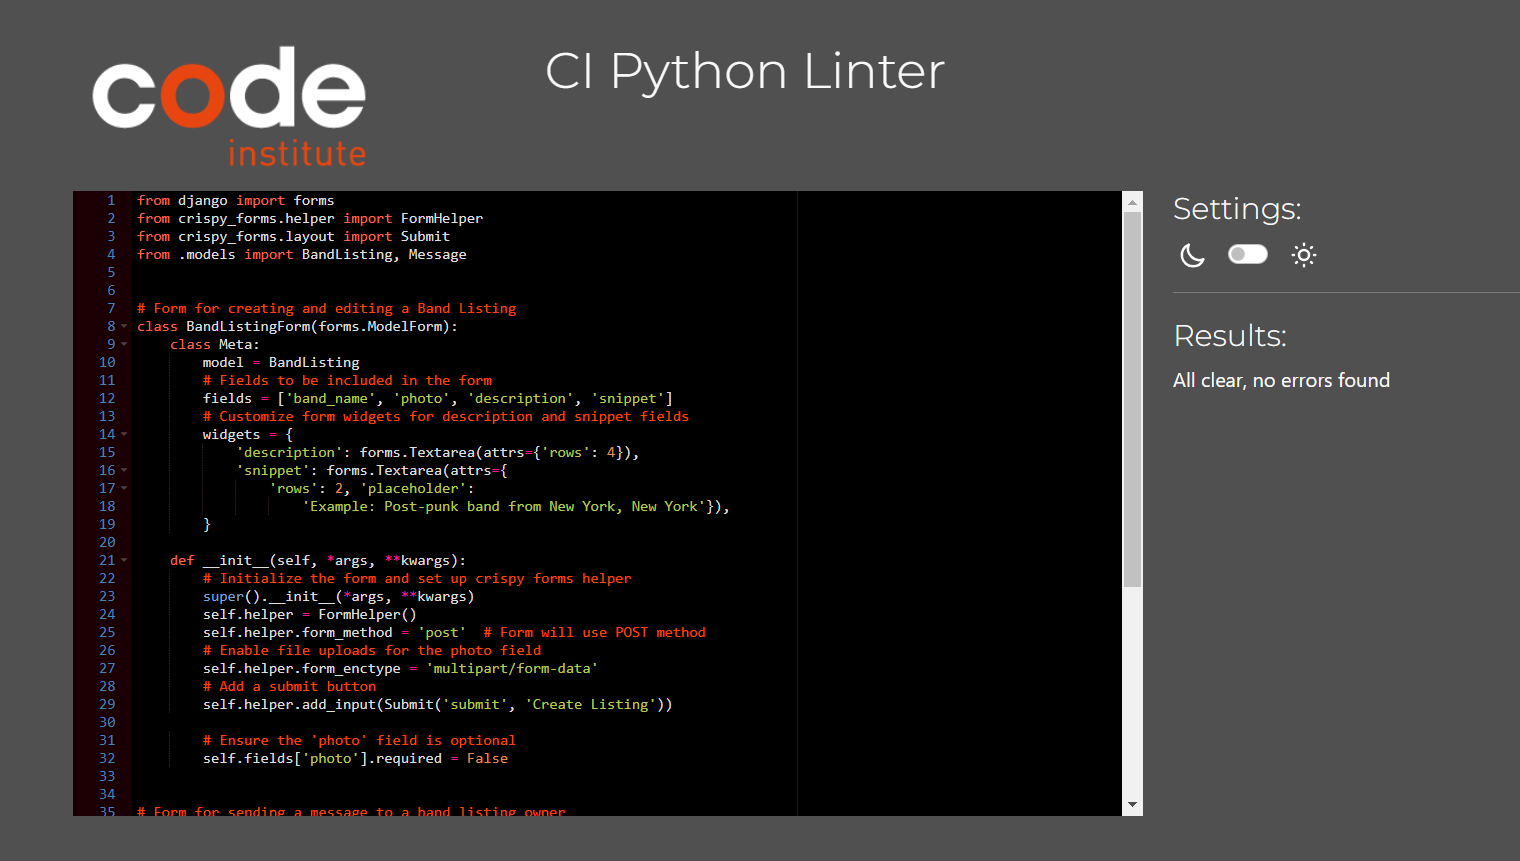 code
institute
CI Python Linter
1 from django import forms
2 from crispy_forms.helper import FormHelper
3 from crispy_forms.layout import Submit
4 from .models import BandListing, Message
5
6
7 # Form for creating and editing a Band Listing
8 class BandListingForm(forms.ModelForm):
9     class Meta:
10         model = BandListing
11         # Fields to be included in the form
12         fields = ['band_name', 'photo', 'description', 'snippet']
13         # Customize form widgets for description and snippet fields
14         widgets = {
15             'description': forms.Textarea(attrs={'rows': 4}),
16             'snippet': forms.Textarea(attrs={
17                 'rows': 2, 'placeholder':
18                     'Example: Post-punk band from New York, New York'}),
19         }
20
21     def __init__(self, *args, **kwargs):
22         # Initialize the form and set up crispy forms helper
23         super().__init__(*args, **kwargs)
24         self.helper = FormHelper()
25         self.helper.form_method = 'post'  # Form will use POST method
26         # Enable file uploads for the photo field
27         self.helper.form_enctype = 'multipart/form-data'
28         # Add a submit button
29         self.helper.add_input(Submit('submit', 'Create Listing'))
30
31         # Ensure the 'photo' field is optional
32         self.fields['photo'].required = False
33
34
35 # Form for sending a message to a band listing owner
Settings:
Results:
All clear, no errors found